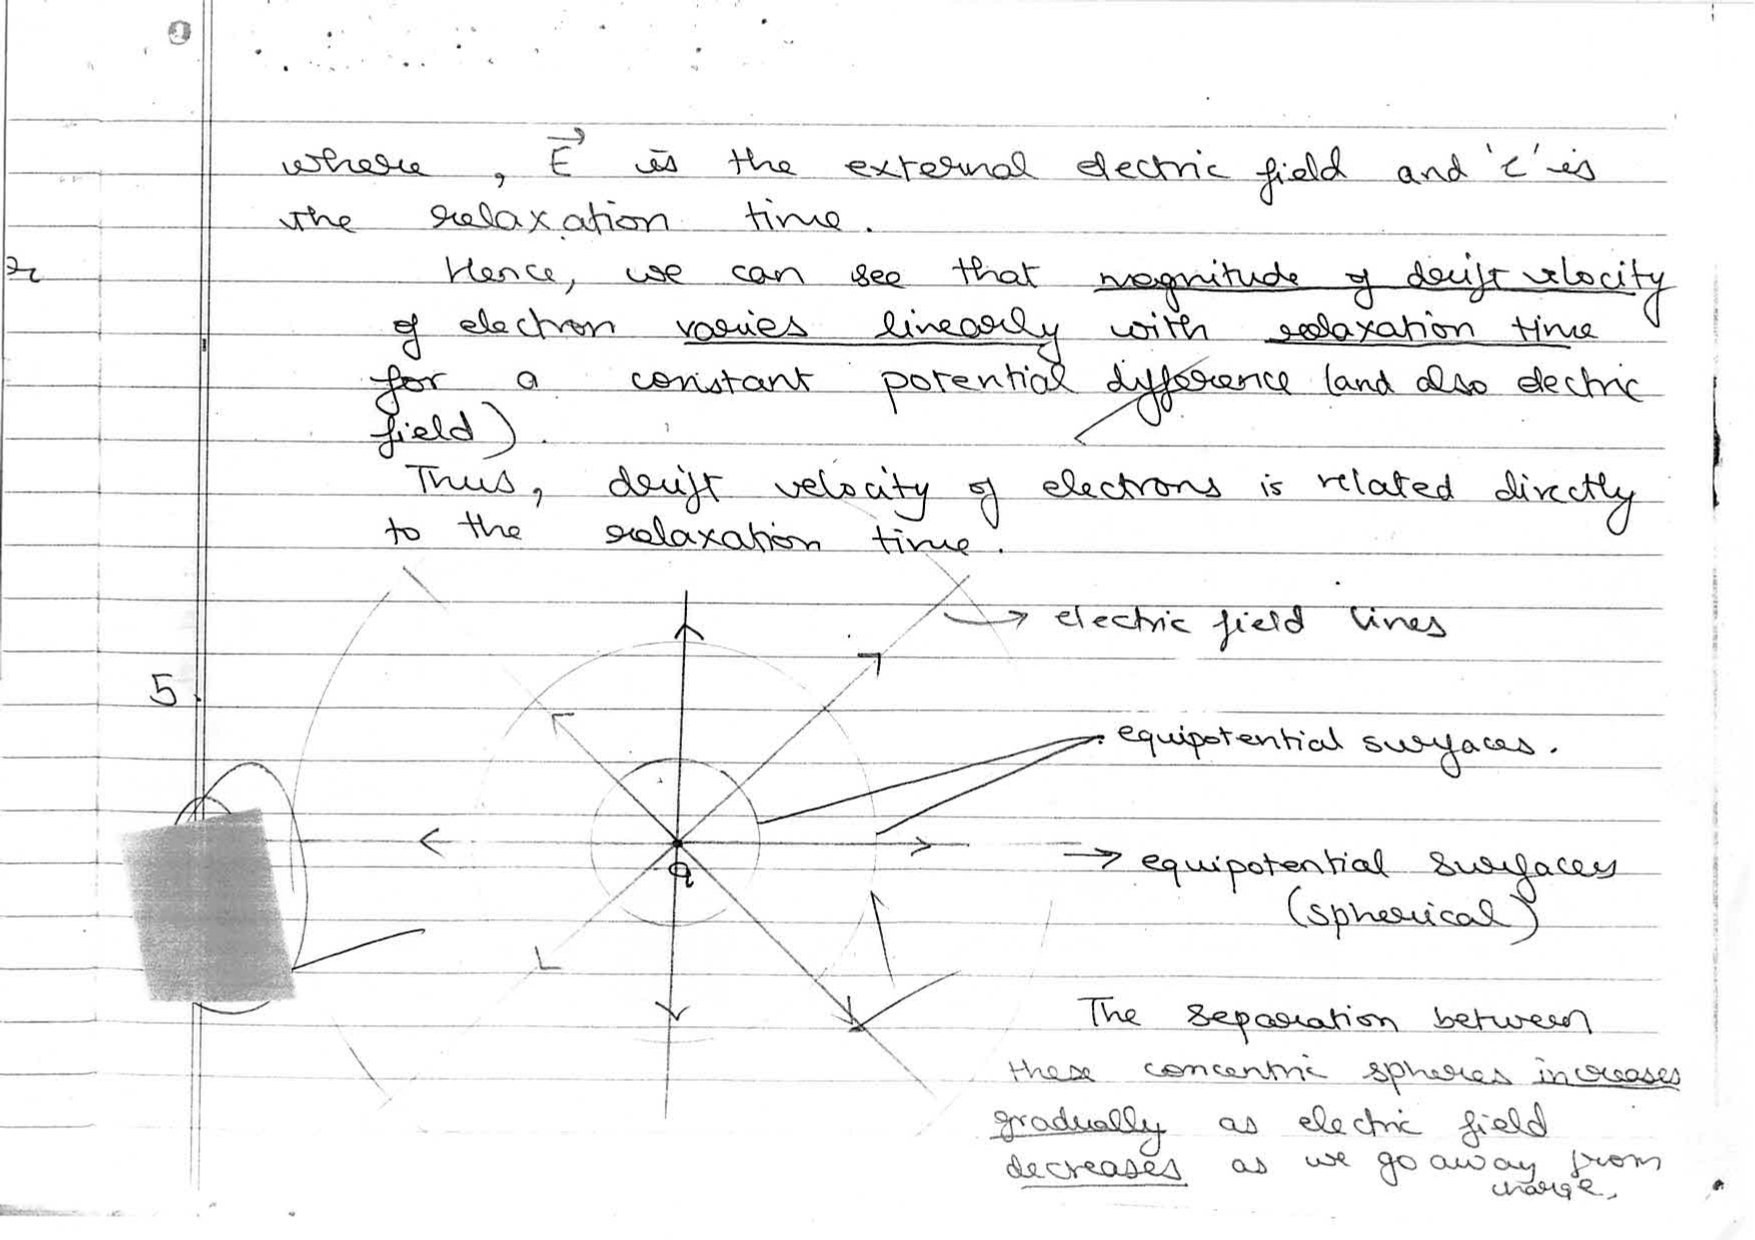 where, E⃗ is the external electric field and 'τ' is
the relaxation time.
Hence, we can see that magnitude of drift velocity
of electron varies linearly with relaxation time
for a constant potential difference (and also electric
field).
Thus, drift velocity of electrons is related directly
to the relaxation time.
→ electric field lines
5.
equipotential surfaces.
Q
→ equipotential surfaces
(spherical)
The separation between
these concentric spheres increases
gradually as electric field
decreases as we go away from
charge.